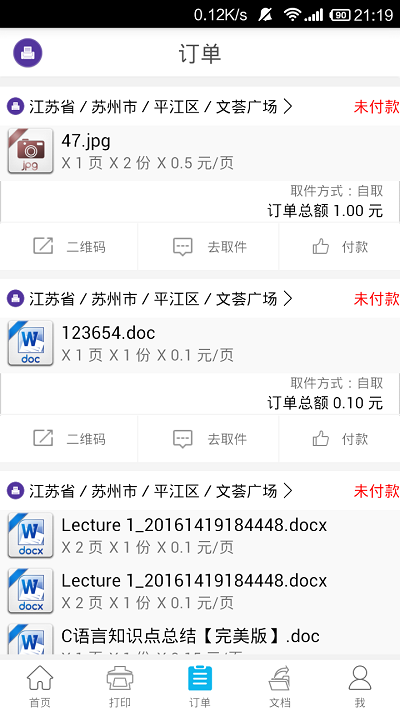 0.12K/s 90 21:19
订单
江苏省 / 苏州市 / 平江区 / 文荟广场 未付款
47.jpg
jpg
X 1 页 X 2 份 X 0.5 元/页
取件方式：自取
订单总额 1.00 元
二维码 去取件 付款
江苏省 / 苏州市 / 平江区 / 文荟广场 未付款
123654.doc
doc
X 1 页 X 1 份 X 0.1 元/页
取件方式：自取
订单总额 0.10 元
二维码 去取件 付款
江苏省 / 苏州市 / 平江区 / 文荟广场 未付款
Lecture 1_20161419184448.docx
docx
X 2 页 X 1 份 X 0.1 元/页
Lecture 1_20161419184448.docx
docx
X 2 页 X 1 份 X 0.1 元/页
C语言知识点总结【完美版】.doc
首页 打印 订单 文档 我